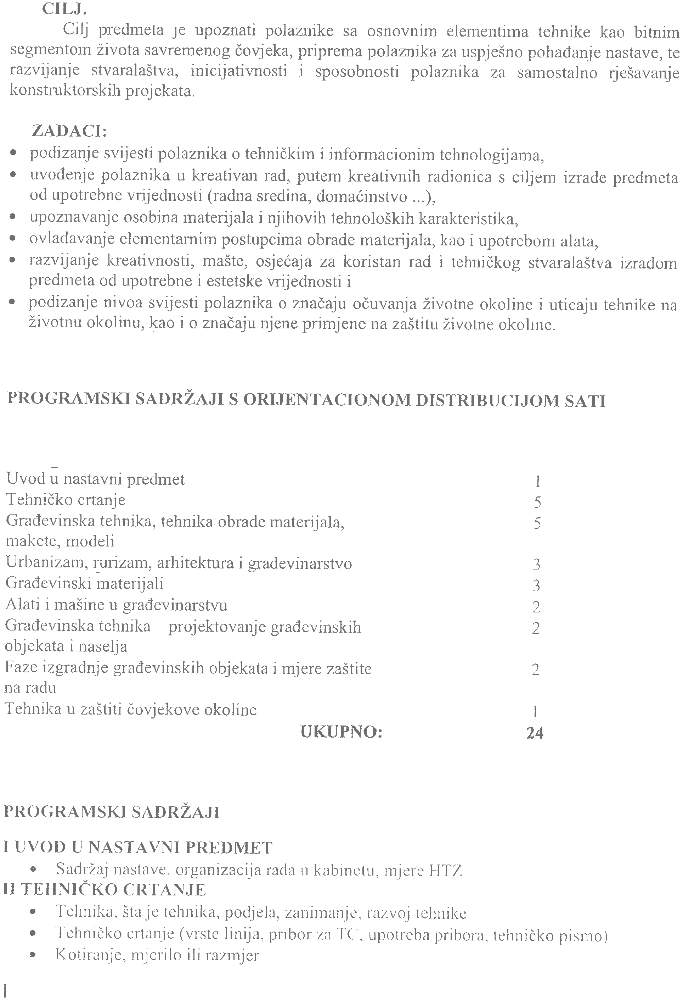 CILJ.
Cilj predmeta je upoznati polaznike sa osnovnim elementima tehnike kao bitnim
segmentom života savremenog čovjeka, priprema polaznika za uspješno pohađanje nastave, te
razvijanje stvaralaštva, inicijativnosti i sposobnosti polaznika za samostalno rješavanje
konstruktorskih projekata.
ZADACI:
• podizanje svijesti polaznika o tehničkim i informacionim tehnologijama,
• uvođenje polaznika u kreativan rad, putem kreativnih radionica s ciljem izrade predmeta
od upotrebne vrijednosti (radna sredina, domaćinstvo ...),
• upoznavanje osobina materijala i njihovih tehnoloških karakteristika,
• ovladavanje elementarnim postupcima obrade materijala, kao i upotrebom alata,
• razvijanje kreativnosti, mašte, osjećaja za koristan rad i tehničkog stvaralaštva izradom
predmeta od upotrebne i estetske vrijednosti i
• podizanje nivoa svijesti polaznika o značaju očuvanja životne okoline i uticaju tehnike na
životnu okolinu, kao i o značaju njene primjene na zaštitu životne okoline.
PROGRAMSKI SADRŽAJI S ORIJENTACIONOM DISTRIBUCIJOM SATI
Uvod u nastavni predmet 1
Tehničko crtanje 5
Građevinska tehnika, tehnika obrade materijala, 5
makete, modeli
Urbanizam, rurizam, arhitektura i građevinarstvo 3
Građevinski materijali 3
Alati i mašine u građevinarstvu 2
Građevinska tehnika – projektovanje građevinskih 2
objekata i naselja
Faze izgradnje građevinskih objekata i mjere zaštite 2
na radu
Tehnika u zaštiti čovjekove okoline 1
UKUPNO: 24
PROGRAMSKI SADRŽAJI
I UVOD U NASTAVNI PREDMET
• Sadržaj nastave, organizacija rada u kabinetu, mjere HTZ
II TEHNIČKO CRTANJE
• Tehnika, šta je tehnika, podjela, zanimanje, razvoj tehnike
• Tehničko crtanje (vrste linija, pribor za TC, upotreba pribora, tehničko pismo)
• Kotiranje, mjerilo ili razmjer